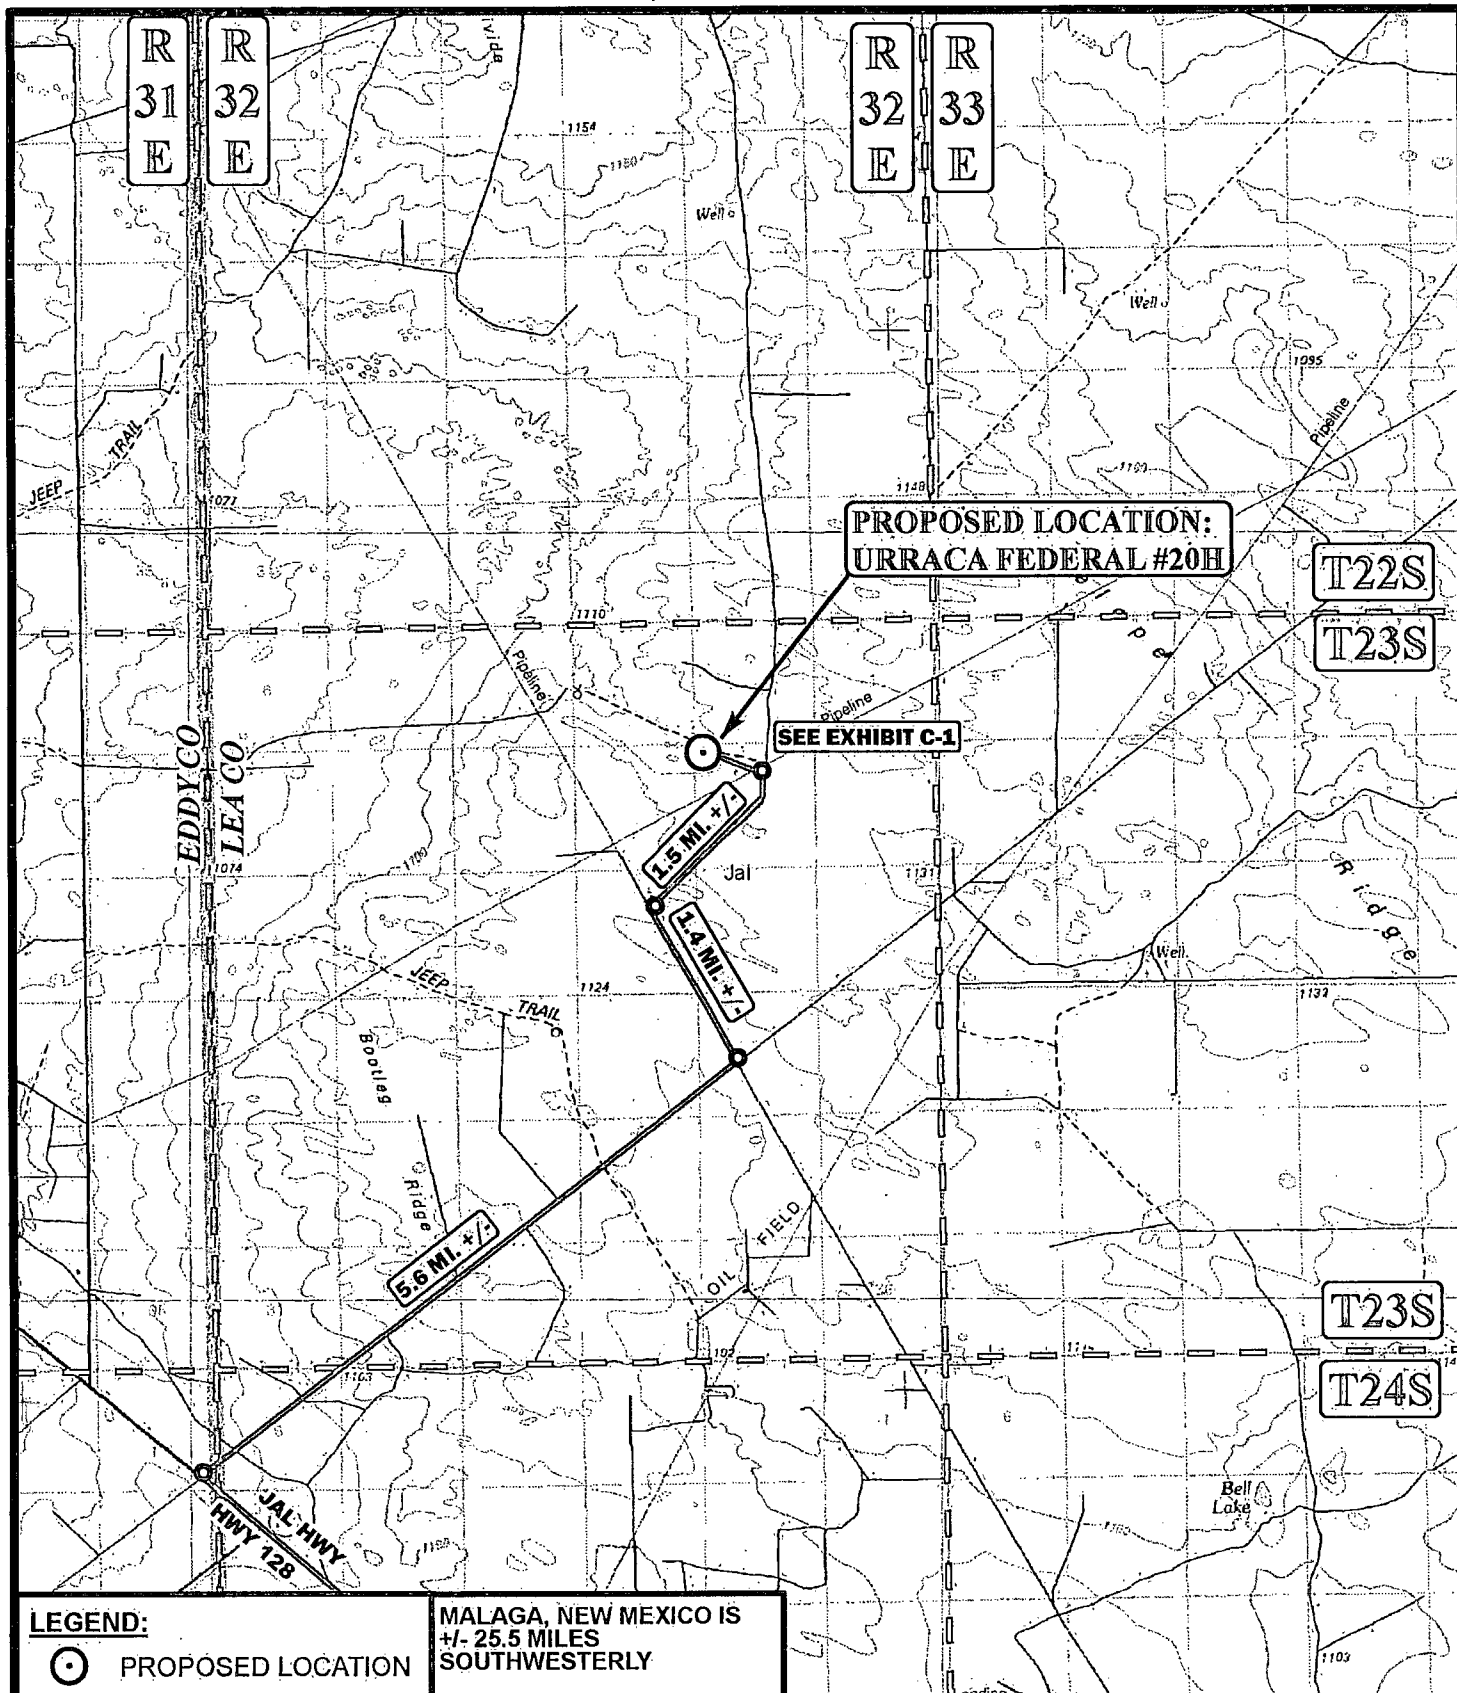 R
31
E
R
32
E
R
32
E
R
33
E
1154
1180
Well
Well
1095
Pipeline
JEEP TRAIL
1077
1148
PROPOSED LOCATION:
URRACA FEDERAL #20H
T22S
T23S
1110
Pipeline
Pipeline
SEE EXHIBIT C-1
EDDY CO
LEA CO
1074
1.5 MI. +/-
Jal
1131
Ridge
1.4 MI. +/-
Well
JEEP TRAIL
1124
1132
Bootleg
Ridge
5.6 MI. +/-
OIL FIELD
T23S
T24S
1103
Bell
Lake
JAL HWY
HWY 128
1103
LEGEND:
PROPOSED LOCATION
MALAGA, NEW MEXICO IS
+/- 25.5 MILES
SOUTHWESTERLY